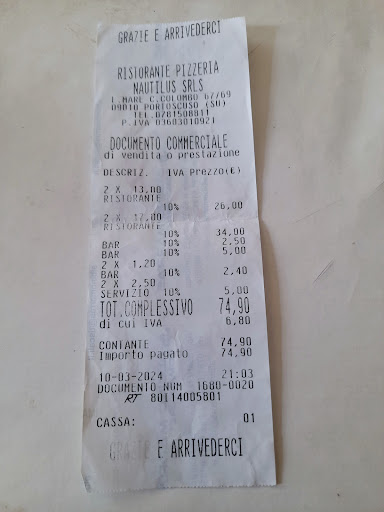 GRAZIE E ARRIVEDERCI
RISTORANTE PIZZERIA
NAUTILUS SRLS
L.MARE C.COLOMBO 67/69
09010 PORTOSCUSO (SU)
TEL.0781508811
P.IVA 03683010921
DOCUMENTO COMMERCIALE
di vendita o prestazione
DESCRIZ. IVA Prezzo(€)
2 X 13,00
RISTORANTE
10% 26,00
2 X 17,00
RISTORANTE
10% 34,00
BAR 10% 2,50
BAR 10% 5,00
2 X 1,20
BAR 10% 2,40
2 X 2,50
SERVIZIO 10% 5,00
TOT.COMPLESSIVO 74,90
di cui IVA 6,80
CONTANTE 74,90
Importo pagato 74,90
10-03-2024 21:03
DOCUMENTO NUM 1680-0020
RT 80114005801
CASSA: 01
GRAZIE E ARRIVEDERCI